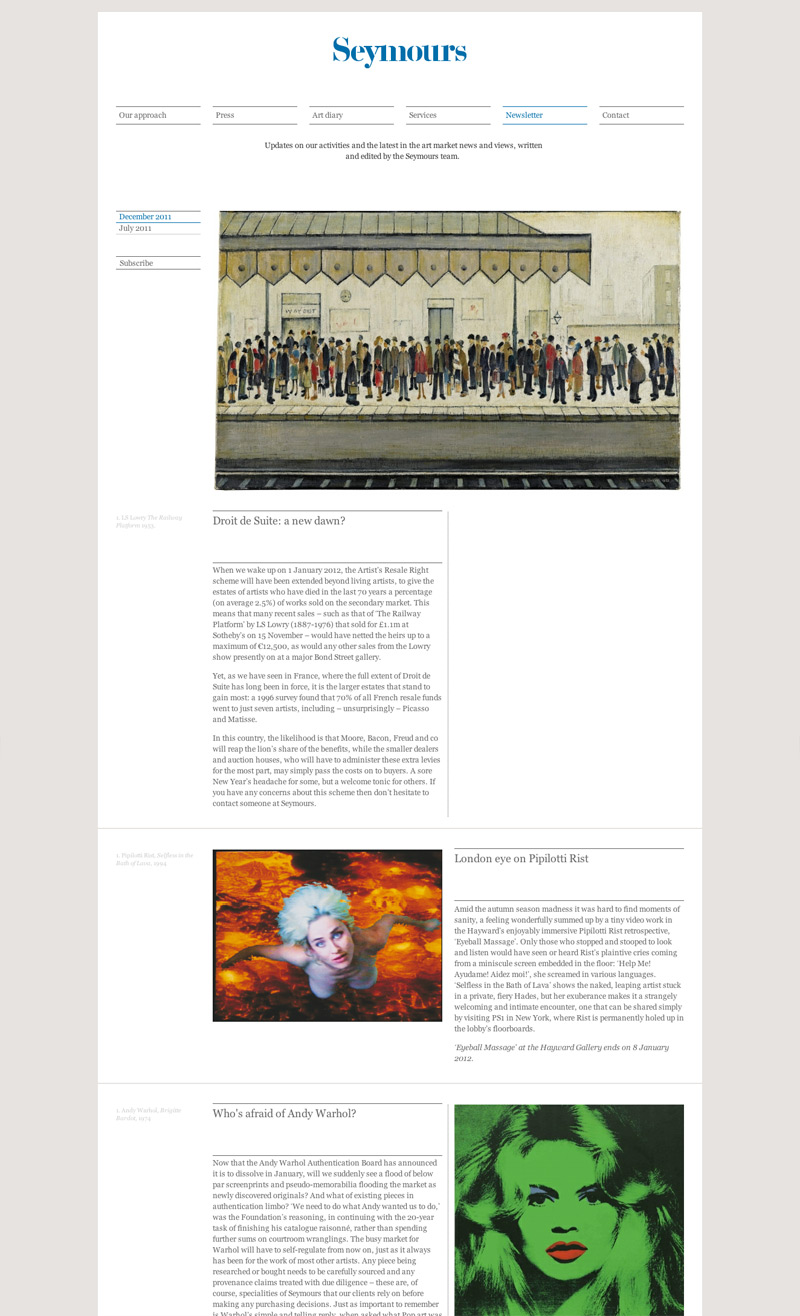 Seymours
Our approach
Press
Art diary
Services
Newsletter
Contact
Updates on our activities and the latest in the art market news and views, written
and edited by the Seymours team.
December 2011
July 2011
Subscribe
WAY OUT
1. LS Lowry The Railway
Platform 1953
Droit de Suite: a new dawn?
When we wake up on 1 January 2012, the Artist's Resale Right
scheme will have been extended beyond living artists, to give the
estates of artists who have died in the last 70 years a percentage
(on average 2.5%) of works sold on the secondary market. This
means that many recent sales – such as that of 'The Railway
Platform' by LS Lowry (1887-1976) that sold for £1.1m at
Sotheby's on 15 November – would have netted the heirs up to a
maximum of €12,500, as would any other sales from the Lowry
show presently on at a major Bond Street gallery.
Yet, as we have seen in France, where the full extent of Droit de
Suite has long been in force, it is the larger estates that stand to
gain most: a 1996 survey found that 70% of all French resale funds
went to just seven artists, including – unsurprisingly – Picasso
and Matisse.
In this country, the likelihood is that Moore, Bacon, Freud and co
will reap the lion's share of the benefits, while the smaller dealers
and auction houses, who will have to administer these extra levies
for the most part, may simply pass the costs on to buyers. A sore
New Year's headache for some, but a welcome tonic for others. If
you have any concerns about this scheme then don't hesitate to
contact someone at Seymours.
1. Pipilotti Rist, Selfless in the
Bath of Lava, 1994
London eye on Pipilotti Rist
Amid the autumn season madness it was hard to find moments of
sanity, a feeling wonderfully summed up by a tiny video work in
the Hayward's enjoyably immersive Pipilotti Rist retrospective,
'Eyeball Massage'. Only those who stopped and stooped to look
and listen would have seen or heard Rist's plaintive cries coming
from a miniscule screen embedded in the floor: 'Help Me!
Ayudame! Aidez moi!', she screamed in various languages.
'Selfless in the Bath of Lava' shows the naked, leaping artist stuck
in a private, fiery Hades, but her exuberance makes it a strangely
welcoming and intimate encounter, one that can be shared simply
by visiting PS1 in New York, where Rist is permanently holed up in
the lobby's floorboards.
'Eyeball Massage' at the Hayward Gallery ends on 8 January
2012.
1. Andy Warhol, Brigitte
Bardot, 1974
Who's afraid of Andy Warhol?
Now that the Andy Warhol Authentication Board has announced
it is to dissolve in January, will we suddenly see a flood of below
par screenprints and pseudo-memorabilia flooding the market as
newly discovered originals? And what of existing pieces in
authentication limbo? 'We need to do what Andy wanted us to do,'
was the Foundation's reasoning, in continuing with the 20-year
task of finishing his catalogue raisonné, rather than spending
further sums on courtroom wranglings. The busy market for
Warhol will have to self-regulate from now on, just as it always
has been for the work of most other artists. Any piece being
researched or bought needs to be carefully sourced and any
provenance claims treated with due diligence – these are, of
course, specialities of Seymours that our clients rely on before
making any purchasing decisions. Just as important to remember
is Warhol's simple and telling reply, when asked what Pop art was